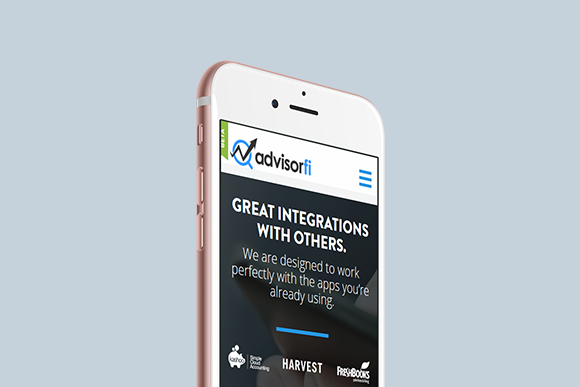 BETA
advisorfi
GREAT INTEGRATIONS
WITH OTHERS.
We are designed to work
perfectly with the apps you're
already using.
kashoo
Simple
Cloud
Accounting
HARVEST
FRESHBOOKS